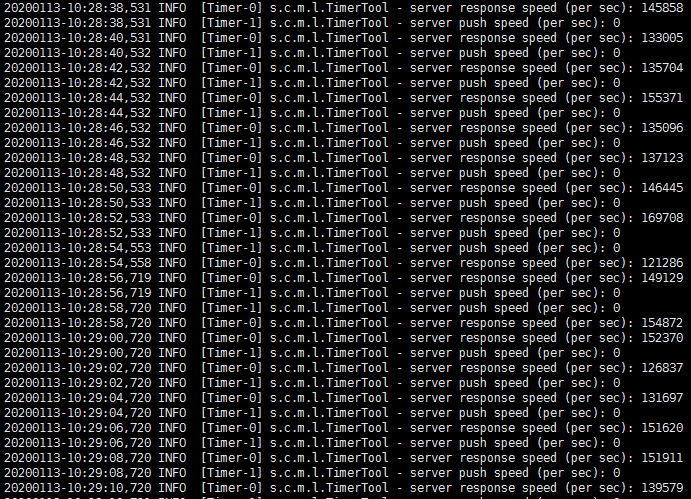 20200113-10:28:38,531 INFO  [Timer-0] s.c.m.l.TimerTool - server response speed (per sec): 145858
20200113-10:28:38,531 INFO  [Timer-1] s.c.m.l.TimerTool - server push speed (per sec): 0
20200113-10:28:40,531 INFO  [Timer-0] s.c.m.l.TimerTool - server response speed (per sec): 133005
20200113-10:28:40,532 INFO  [Timer-1] s.c.m.l.TimerTool - server push speed (per sec): 0
20200113-10:28:42,532 INFO  [Timer-0] s.c.m.l.TimerTool - server response speed (per sec): 135704
20200113-10:28:42,532 INFO  [Timer-1] s.c.m.l.TimerTool - server push speed (per sec): 0
20200113-10:28:44,532 INFO  [Timer-0] s.c.m.l.TimerTool - server response speed (per sec): 155371
20200113-10:28:44,532 INFO  [Timer-1] s.c.m.l.TimerTool - server push speed (per sec): 0
20200113-10:28:46,532 INFO  [Timer-0] s.c.m.l.TimerTool - server response speed (per sec): 135096
20200113-10:28:46,532 INFO  [Timer-1] s.c.m.l.TimerTool - server push speed (per sec): 0
20200113-10:28:48,532 INFO  [Timer-0] s.c.m.l.TimerTool - server response speed (per sec): 137123
20200113-10:28:48,532 INFO  [Timer-1] s.c.m.l.TimerTool - server push speed (per sec): 0
20200113-10:28:50,533 INFO  [Timer-0] s.c.m.l.TimerTool - server response speed (per sec): 146445
20200113-10:28:50,533 INFO  [Timer-1] s.c.m.l.TimerTool - server push speed (per sec): 0
20200113-10:28:52,533 INFO  [Timer-0] s.c.m.l.TimerTool - server response speed (per sec): 169708
20200113-10:28:52,533 INFO  [Timer-1] s.c.m.l.TimerTool - server push speed (per sec): 0
20200113-10:28:54,553 INFO  [Timer-1] s.c.m.l.TimerTool - server push speed (per sec): 0
20200113-10:28:54,558 INFO  [Timer-0] s.c.m.l.TimerTool - server response speed (per sec): 121286
20200113-10:28:56,719 INFO  [Timer-0] s.c.m.l.TimerTool - server response speed (per sec): 149129
20200113-10:28:56,719 INFO  [Timer-1] s.c.m.l.TimerTool - server push speed (per sec): 0
20200113-10:28:58,720 INFO  [Timer-1] s.c.m.l.TimerTool - server push speed (per sec): 0
20200113-10:28:58,720 INFO  [Timer-0] s.c.m.l.TimerTool - server response speed (per sec): 154872
20200113-10:29:00,720 INFO  [Timer-0] s.c.m.l.TimerTool - server response speed (per sec): 152370
20200113-10:29:00,720 INFO  [Timer-1] s.c.m.l.TimerTool - server push speed (per sec): 0
20200113-10:29:02,720 INFO  [Timer-0] s.c.m.l.TimerTool - server response speed (per sec): 126837
20200113-10:29:02,720 INFO  [Timer-1] s.c.m.l.TimerTool - server push speed (per sec): 0
20200113-10:29:04,720 INFO  [Timer-0] s.c.m.l.TimerTool - server response speed (per sec): 131697
20200113-10:29:04,720 INFO  [Timer-1] s.c.m.l.TimerTool - server push speed (per sec): 0
20200113-10:29:06,720 INFO  [Timer-0] s.c.m.l.TimerTool - server response speed (per sec): 151620
20200113-10:29:06,720 INFO  [Timer-1] s.c.m.l.TimerTool - server push speed (per sec): 0
20200113-10:29:08,720 INFO  [Timer-0] s.c.m.l.TimerTool - server response speed (per sec): 151911
20200113-10:29:08,720 INFO  [Timer-1] s.c.m.l.TimerTool - server push speed (per sec): 0
20200113-10:29:10,720 INFO  [Timer-0] s.c.m.l.TimerTool - server response speed (per sec): 139579